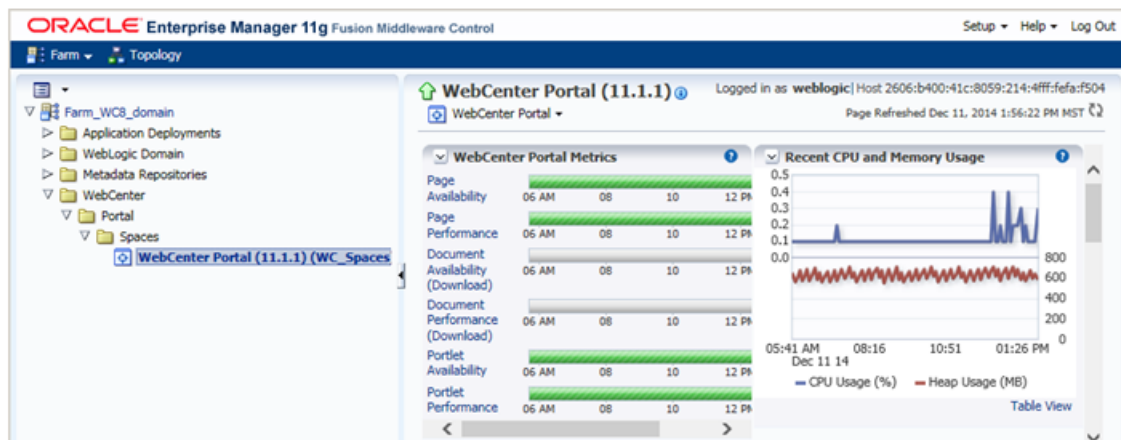 ORACLE Enterprise Manager 11g Fusion Middleware Control
Setup Help Log Out
Farm Topology
Farm_WC8_domain
Application Deployments
WebLogic Domain
Metadata Repositories
WebCenter
Portal
Spaces
WebCenter Portal (11.1.1) (WC_Spaces
WebCenter Portal (11.1.1)
Logged in as weblogic| Host 2606:b400:41c:8059:214:4fff:fefa:f504
WebCenter Portal
Page Refreshed Dec 11, 2014 1:56:22 PM MST
WebCenter Portal Metrics
Page
Availability
06 AM 08 10 12 PM
Page
Performance
06 AM 08 10 12 PM
Document
Availability
(Download)
06 AM 08 10 12 PM
Document
Performance
(Download)
06 AM 08 10 12 PM
Portlet
Availability
06 AM 08 10 12 PM
Portlet
Performance
06 AM 08 10 12 PM
Recent CPU and Memory Usage
0.5
0.4
0.3
0.2
0.1
0.0
800
600
400
200
0
05:41 AM 08:16 10:51 01:26 PM
Dec 11 14
CPU Usage (%) Heap Usage (MB)
Table View